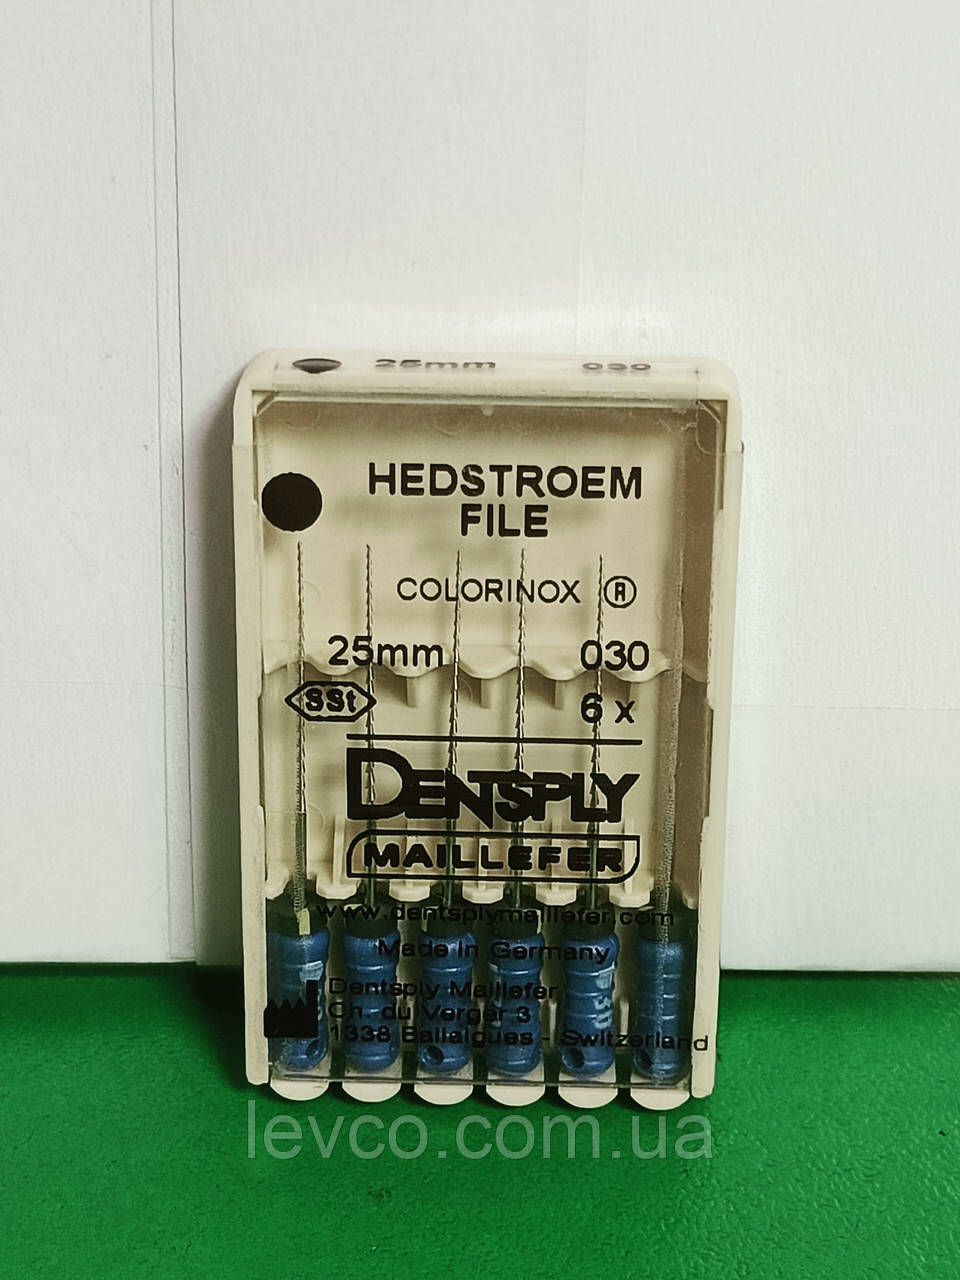 25mm 030
HEDSTROEM
FILE
COLORINOX ®
25mm 030
SSt 6 x
DENTSPLY
MAILLEFER
www.dentsplymaillefer.com
Made In Germany
Dentsply Maillefer
Ch. du Verger 3
1338 Ballaigues - Switzerland
levco.com.ua